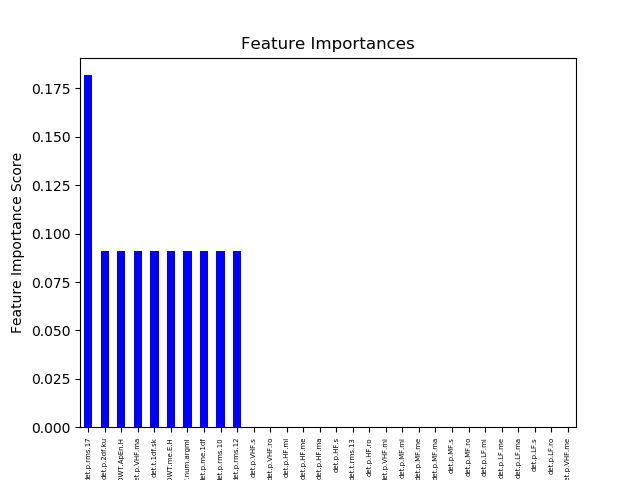 Feature Importances
Feature Importance Score
0.175
0.150
0.125
0.100
0.075
0.050
0.025
0.000
det.p.rms.17
det.p.2df.ku
DWT.ApEn.H
et.p.VHF.ma
det.t.1df.sk
DWT.me.E.H
.num.argmi
det.p.me.1df
det.p.rms.10
det.p.rms.12
det.p.VHF.s
det.p.VHF.ro
det.p.HF.mi
det.p.HF.me
det.p.HF.ma
det.p.HF.s
det.t.rms.13
det.p.HF.ro
det.p.VHF.mi
det.p.MF.mi
det.p.MF.me
det.p.MF.ma
det.p.MF.s
det.p.MF.ro
det.p.LF.mi
det.p.LF.me
det.p.LF.ma
det.p.LF.s
det.p.LF.ro
et.p.VHF.me